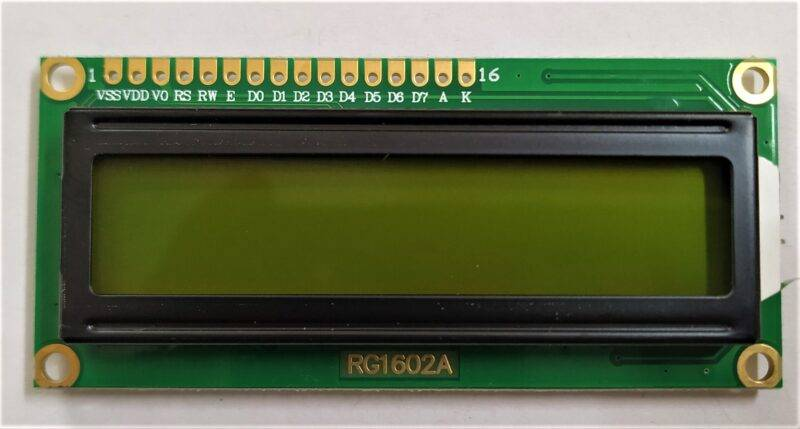 1 16
VSS VDD V0 RS RW E D0 D1 D2 D3 D4 D5 D6 D7 A K
RG1602A